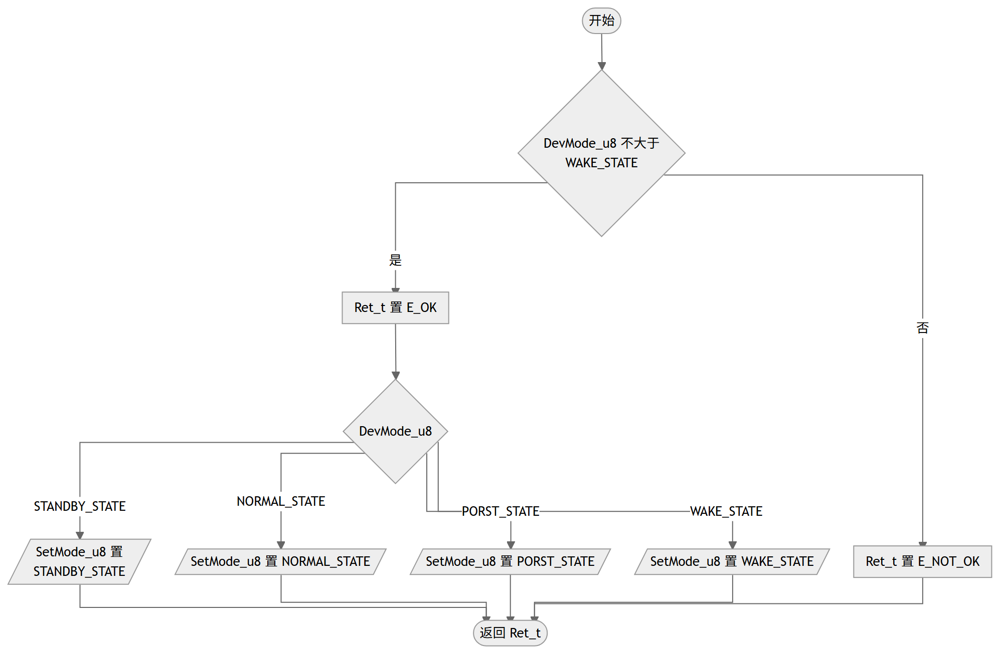 开始
DevMode_u8 不大于
WAKE_STATE
是
否
Ret_t 置 E_OK
DevMode_u8
STANDBY_STATE
NORMAL_STATE
PORST_STATE
WAKE_STATE
SetMode_u8 置
STANDBY_STATE
SetMode_u8 置 NORMAL_STATE
SetMode_u8 置 PORST_STATE
SetMode_u8 置 WAKE_STATE
Ret_t 置 E_NOT_OK
返回 Ret_t